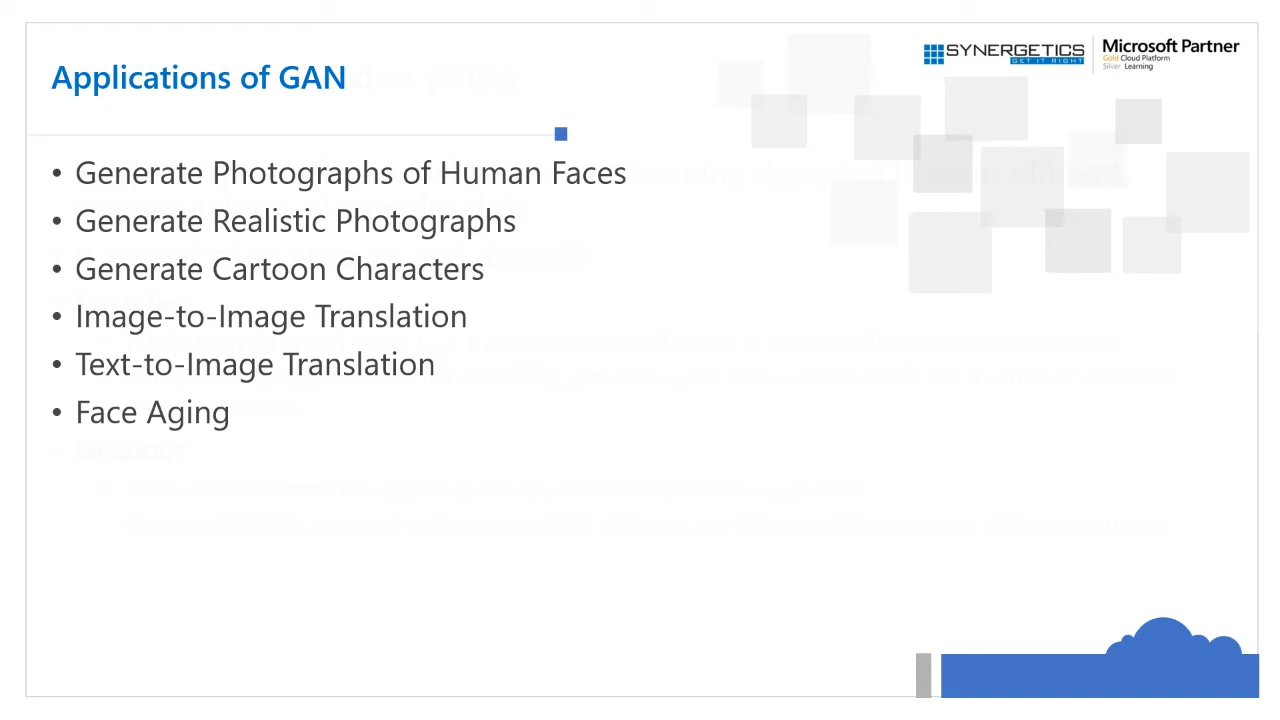 SYNERGETICS
GET IT RIGHT
Microsoft Partner
Gold Cloud Platform
Silver Learning
Applications of GAN
• Generate Photographs of Human Faces
• Generate Realistic Photographs
• Generate Cartoon Characters
• Image-to-Image Translation
• Text-to-Image Translation
• Face Aging